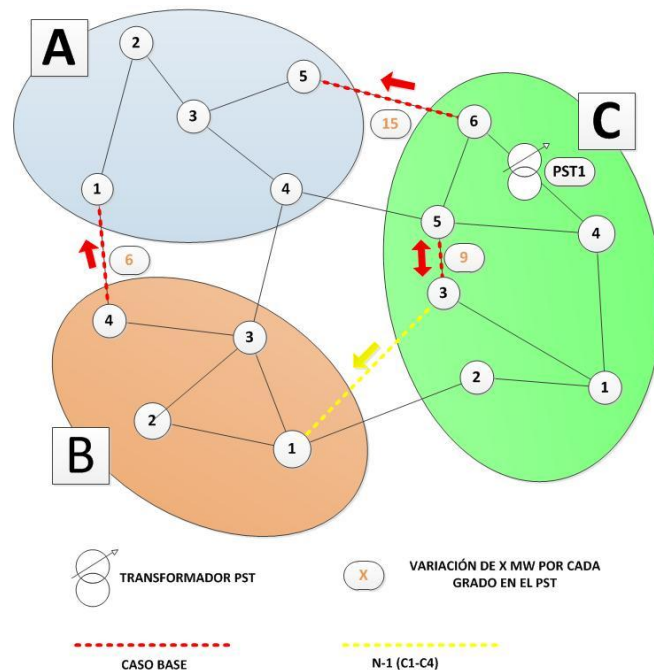 A
2
5
3
1
4
15
C
6
PST1
5
4
6
9
3
4
3
2
1
2
1
B
TRANSFORMADOR PST
X
VARIACIÓN DE X MW POR CADA
GRADO EN EL PST
CASO BASE
N-1 (C1-C4)